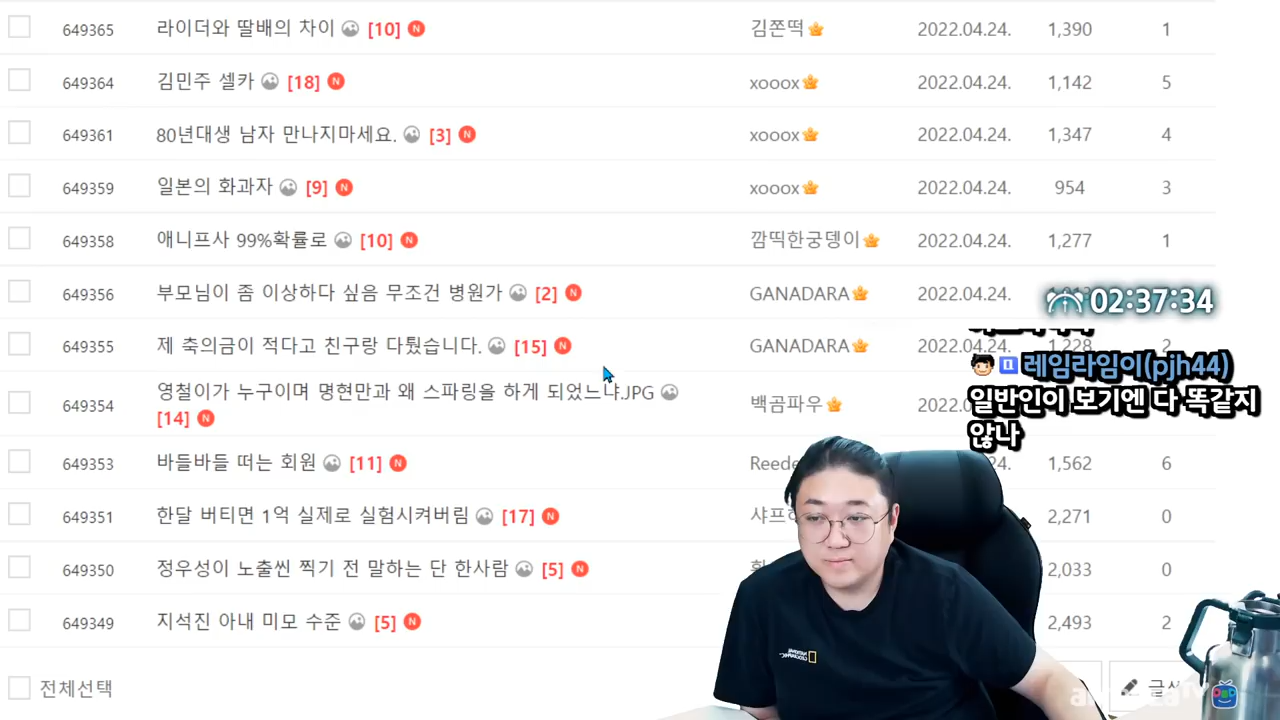 649365 라이더와 딸배의 차이 [10] N 김쫀떡 2022.04.24. 1,390 1
649364 김민주 셀카 [18] N xooox 2022.04.24. 1,142 5
649361 80년대생 남자 만나지마세요. [3] N xooox 2022.04.24. 1,347 4
649359 일본의 화과자 [9] N xooox 2022.04.24. 954 3
649358 애니프사 99%확률로 [10] N 깜띡한궁뎅이 2022.04.24. 1,277 1
649356 부모님이 좀 이상하다 싶음 무조건 병원가 [2] N GANADARA 2022.04.24.
02:37:34
649355 제 축의금이 적다고 친구랑 다퉜습니다. [15] N GANADARA 2022.04.24. 1,228 2
레임라임이(pjh44)
649354 영철이가 누구이며 명현만과 왜 스파링을 하게 되었느냐.JPG
[14] N 백곰파우
일반인이 보기엔 다 똑같지
않나
649353 바들바들 떠는 회원 [11] N 1,562 6
649351 한달 버티면 1억 실제로 실험시켜버림 [17] N 2,271 0
649350 정우성이 노출씬 찍기 전 말하는 단 한사람 [5] N 2,033 0
649349 지석진 아내 미모 수준 [5] N 2,493 2
전체선택